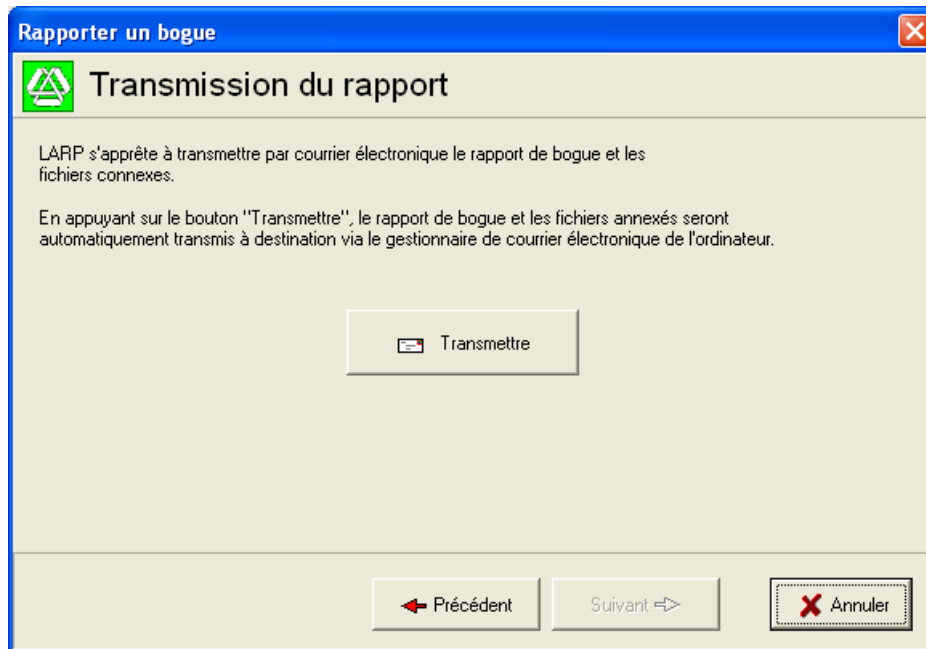 Rapporter un bogue
Transmission du rapport
LARP s'apprête à transmettre par courrier électronique le rapport de bogue et les
fichiers connexes.
En appuyant sur le bouton "Transmettre", le rapport de bogue et les fichiers annexés seront
automatiquement transmis à destination via le gestionnaire de courrier électronique de l'ordinateur.
Transmettre
Précédent
Suivant
Annuler